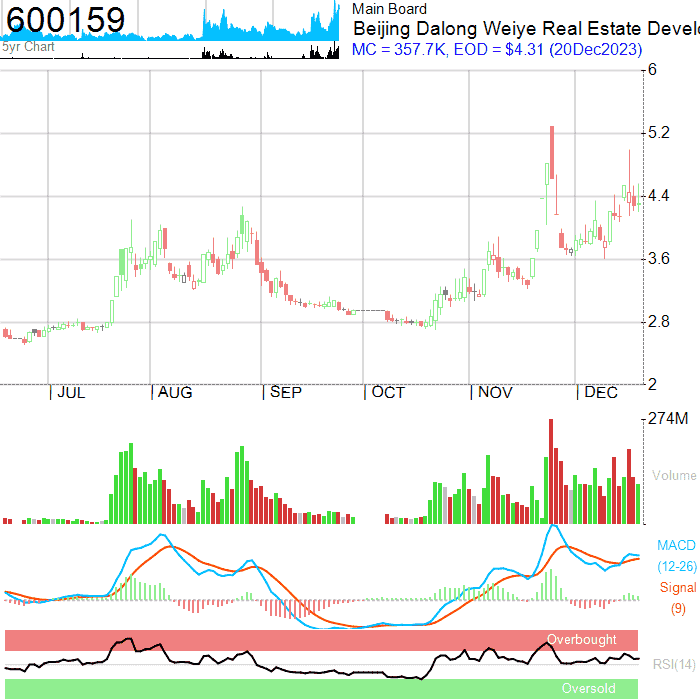 600159
5yr Chart
Main Board
Beijing Dalong Weiye Real Estate Develo
MC = 357.7K, EOD = $4.31 (20Dec2023)
6
5.2
4.4
3.6
2.8
2
JUL AUG SEP OCT NOV DEC
274M
Volume
MACD
(12-26)
Signal
(9)
Overbought
RSI(14)
Oversold